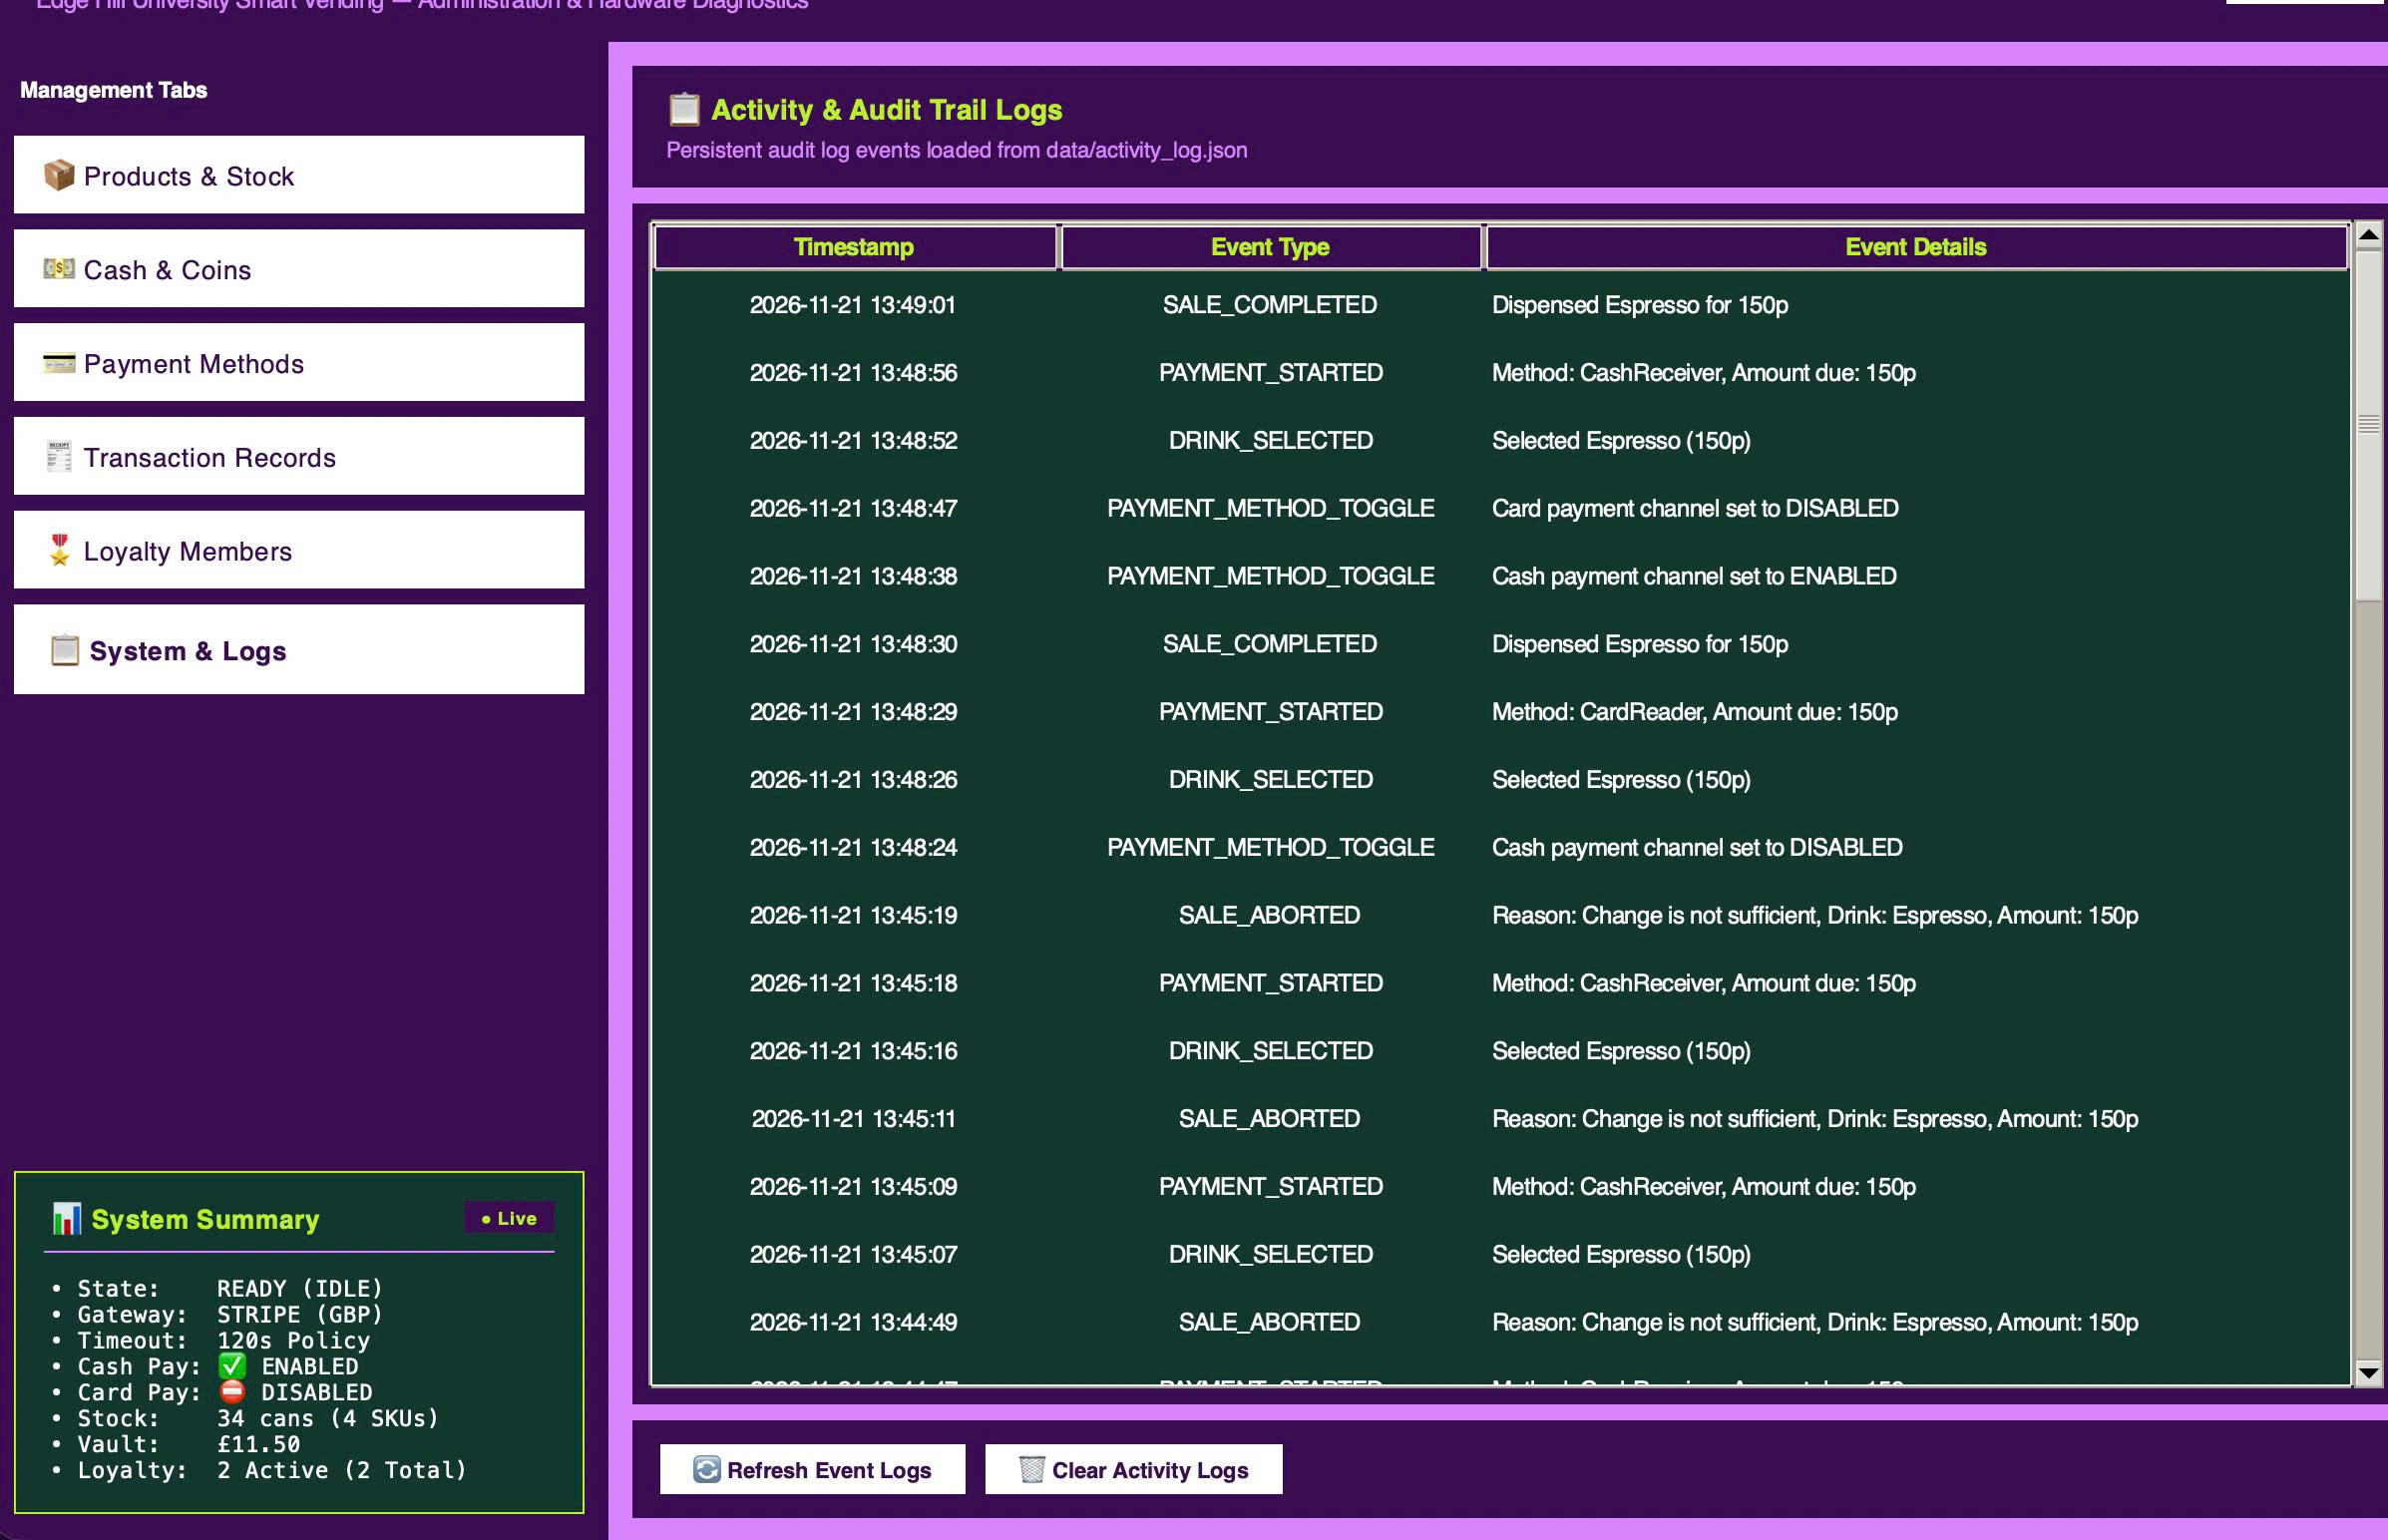 Edge Hill University Smart Vending — Administration & Hardware Diagnostics
Management Tabs
Products & Stock
Cash & Coins
Payment Methods
Transaction Records
Loyalty Members
System & Logs
System Summary
• Live
• State: READY (IDLE)
• Gateway: STRIPE (GBP)
• Timeout: 120s Policy
• Cash Pay: ✅ ENABLED
• Card Pay: ⛔ DISABLED
• Stock: 34 cans (4 SKUs)
• Vault: £11.50
• Loyalty: 2 Active (2 Total)
Activity & Audit Trail Logs
Persistent audit log events loaded from data/activity_log.json
Timestamp Event Type Event Details
2026-11-21 13:49:01 SALE_COMPLETED Dispensed Espresso for 150p
2026-11-21 13:48:56 PAYMENT_STARTED Method: CashReceiver, Amount due: 150p
2026-11-21 13:48:52 DRINK_SELECTED Selected Espresso (150p)
2026-11-21 13:48:47 PAYMENT_METHOD_TOGGLE Card payment channel set to DISABLED
2026-11-21 13:48:38 PAYMENT_METHOD_TOGGLE Cash payment channel set to ENABLED
2026-11-21 13:48:30 SALE_COMPLETED Dispensed Espresso for 150p
2026-11-21 13:48:29 PAYMENT_STARTED Method: CardReader, Amount due: 150p
2026-11-21 13:48:26 DRINK_SELECTED Selected Espresso (150p)
2026-11-21 13:48:24 PAYMENT_METHOD_TOGGLE Cash payment channel set to DISABLED
2026-11-21 13:45:19 SALE_ABORTED Reason: Change is not sufficient, Drink: Espresso, Amount: 150p
2026-11-21 13:45:18 PAYMENT_STARTED Method: CashReceiver, Amount due: 150p
2026-11-21 13:45:16 DRINK_SELECTED Selected Espresso (150p)
2026-11-21 13:45:11 SALE_ABORTED Reason: Change is not sufficient, Drink: Espresso, Amount: 150p
2026-11-21 13:45:09 PAYMENT_STARTED Method: CashReceiver, Amount due: 150p
2026-11-21 13:45:07 DRINK_SELECTED Selected Espresso (150p)
2026-11-21 13:44:49 SALE_ABORTED Reason: Change is not sufficient, Drink: Espresso, Amount: 150p
Refresh Event Logs
Clear Activity Logs